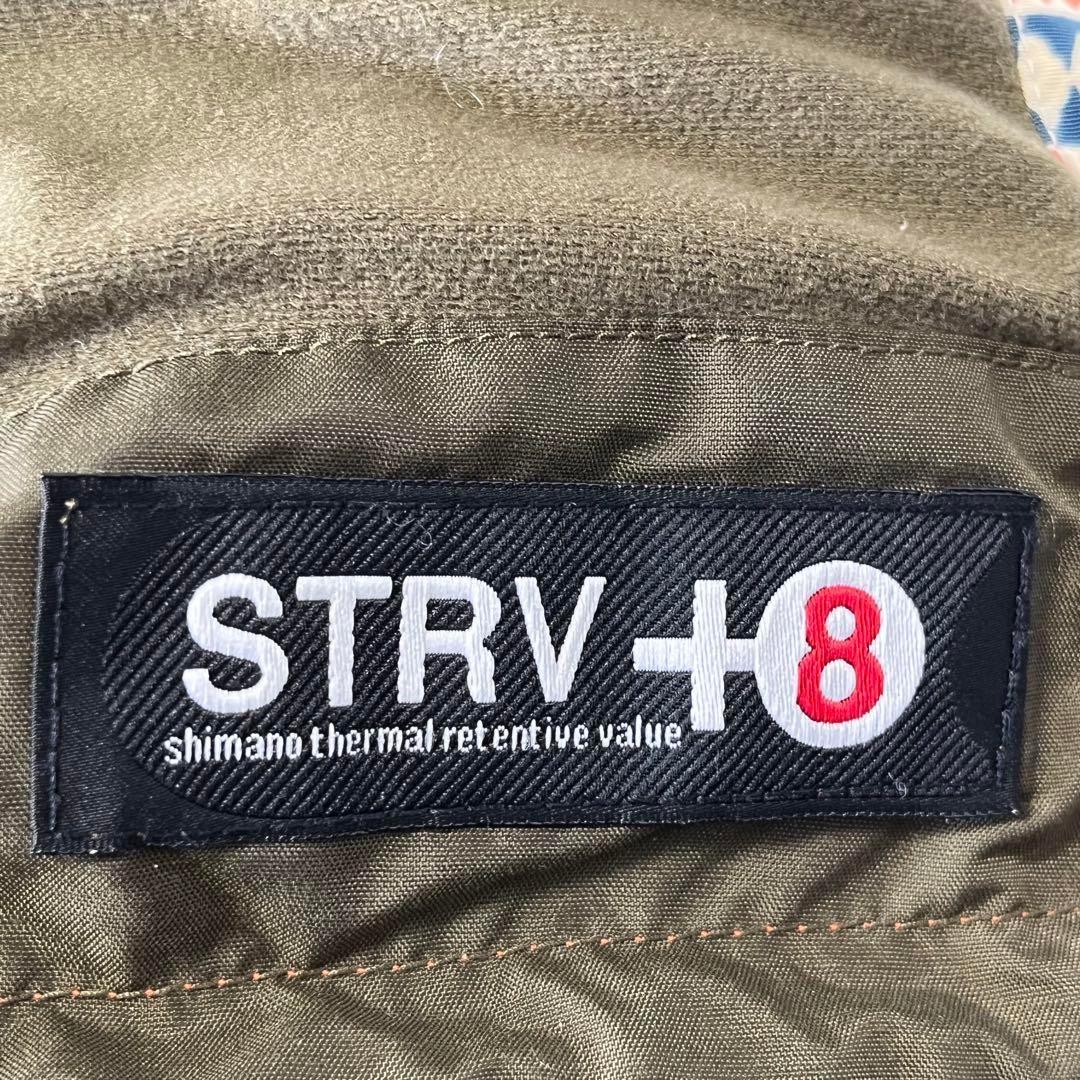 STRV+8
shimano thermal retentive value